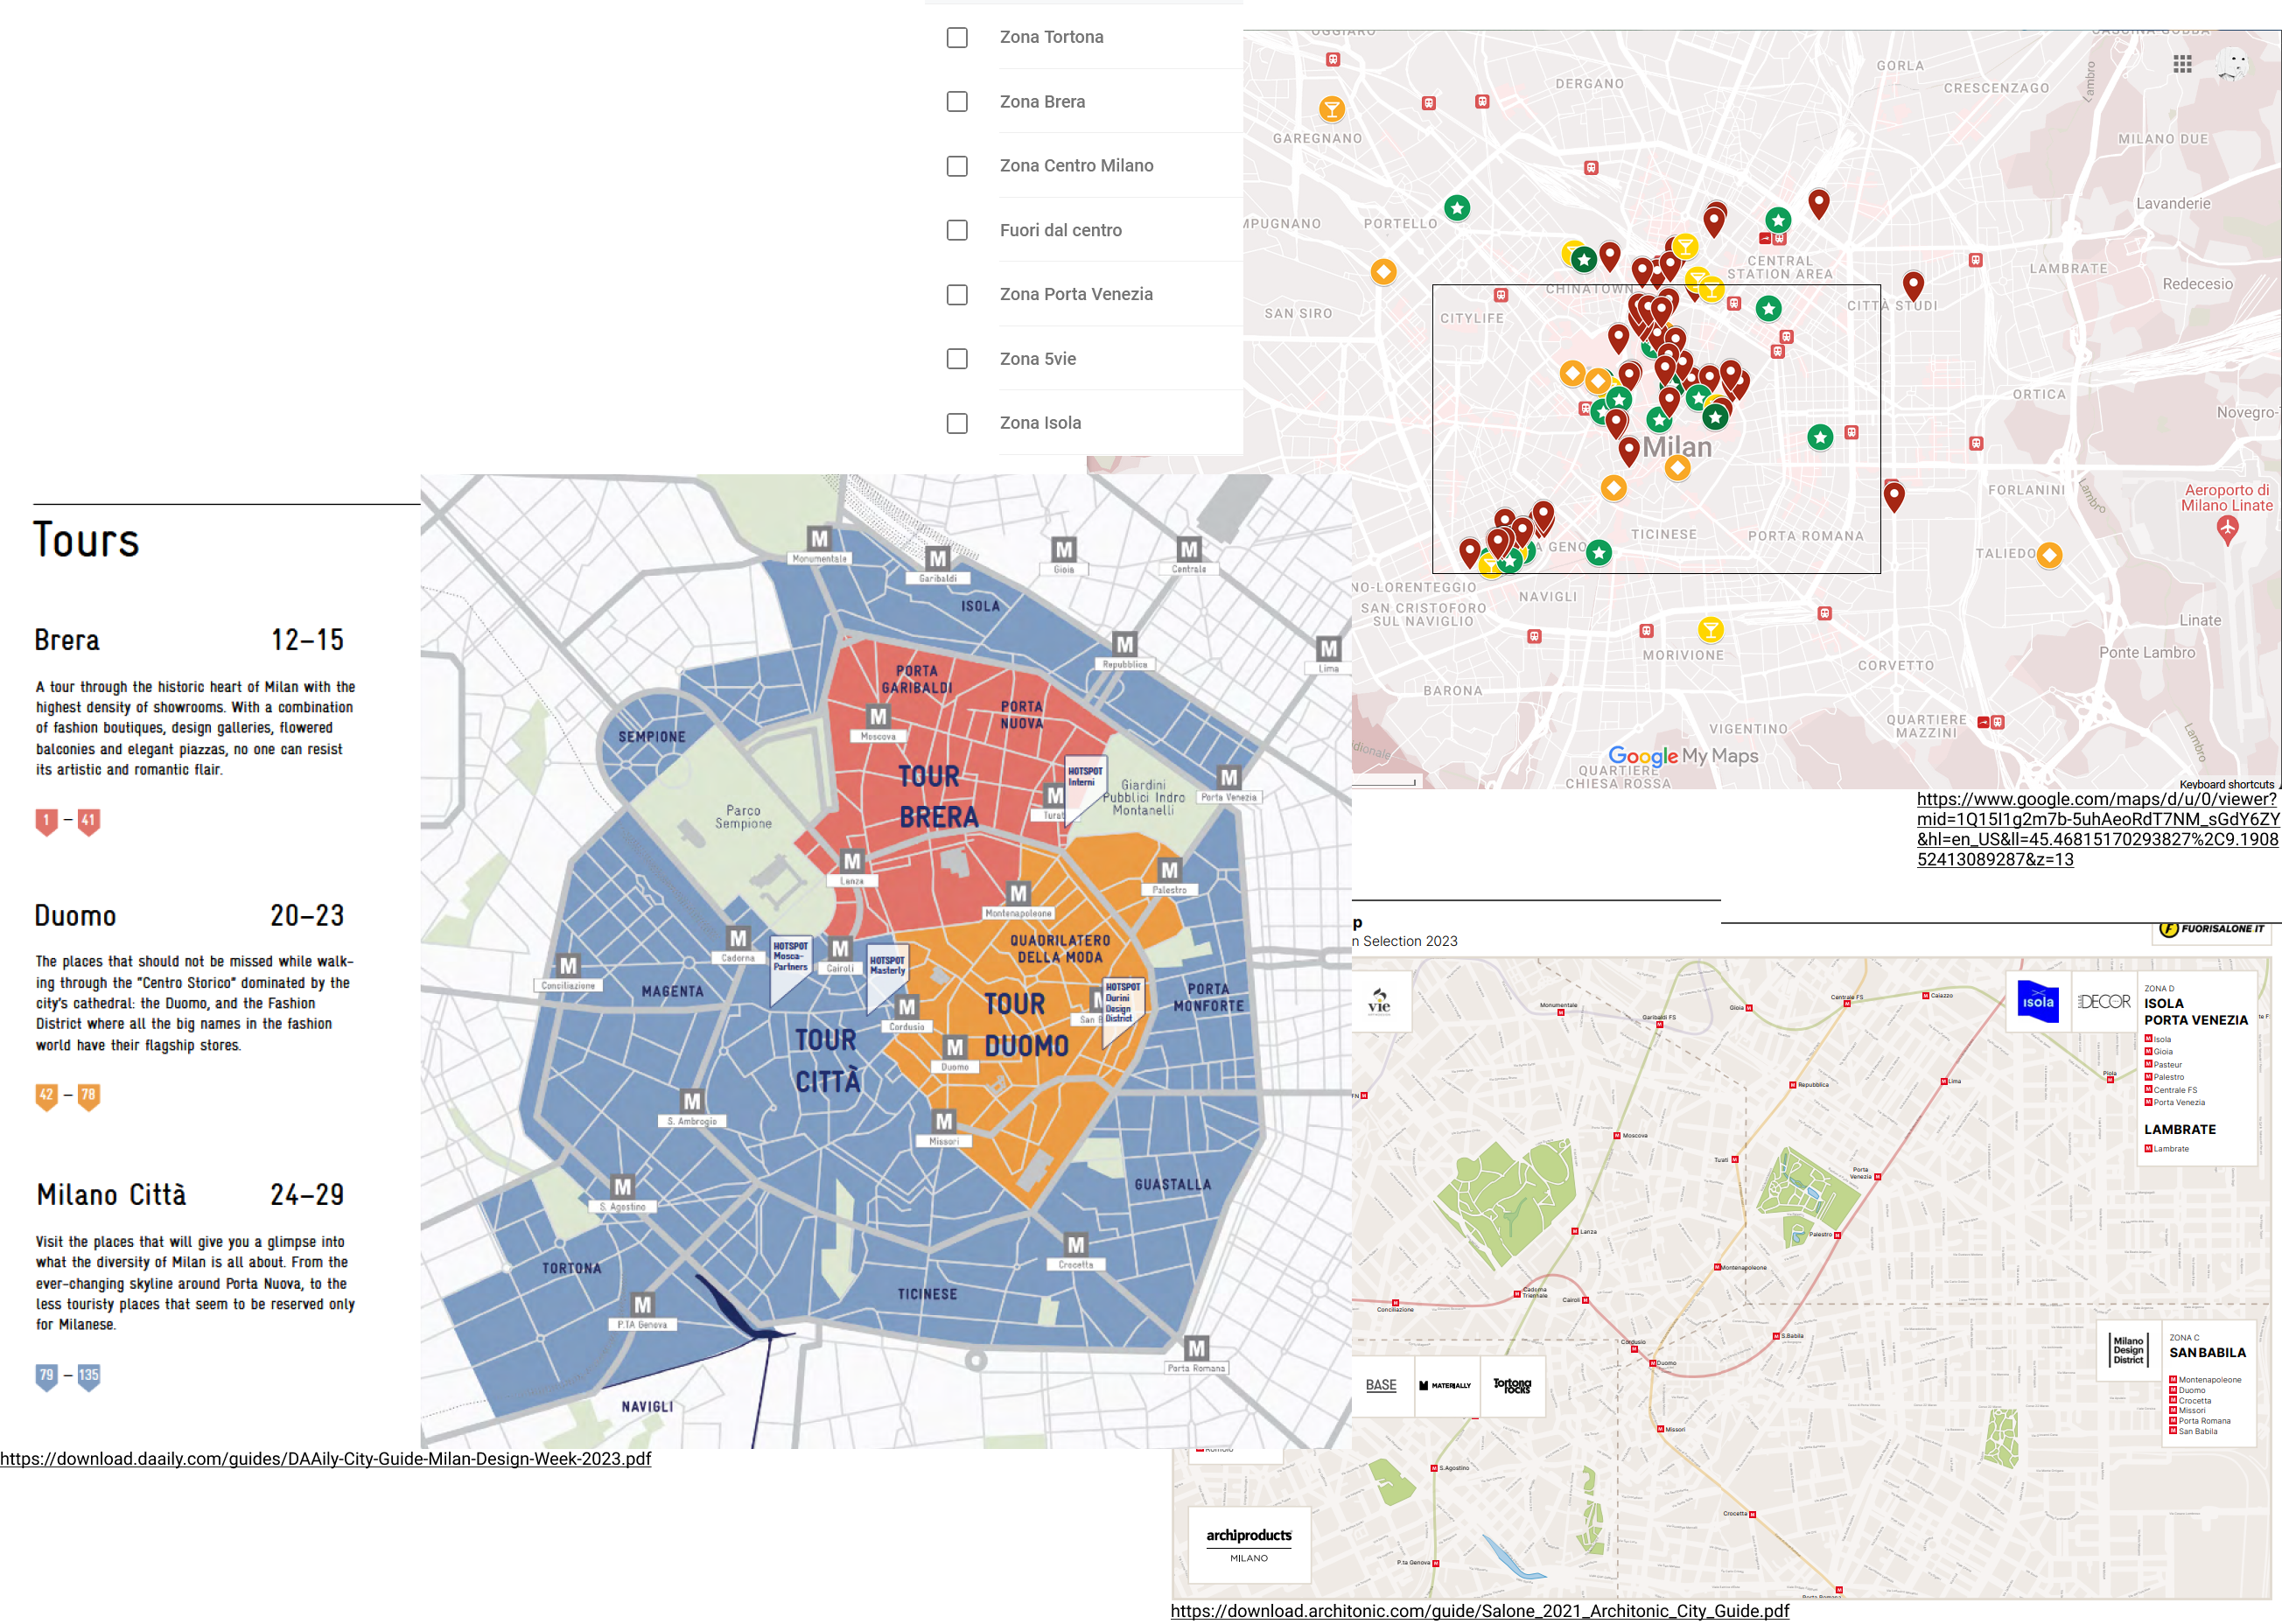 Zona Tortona
Zona Brera
Zona Centro Milano
Fuori dal centro
Zona Porta Venezia
Zona 5vie
Zona Isola
GORLA
DERGANO
CRESCENZAGO
Lambro
GAREGNANO
MILANO DUE
Lavanderie
MPUGNANO
PORTELLO
CENTRAL
STATION AREA
LAMBRATE
CHINATOWN
Redecesio
CITTÀ STUDI
SAN SIRO
CITYLIFE
ORTICA
Novegro-
Milan
FORLANINI
Lambro
Aeroporto di
Milano Linate
TICINESE
PORTA ROMANA
A GENO
TALIEDO
NO-LORENTEGGIO
NAVIGLI
SAN CRISTOFORO
SUL NAVIGLIO
Linate
MORIVIONE
Ponte Lambro
CORVETTO
BARONA
VIGENTINO
QUARTIERE
MAZZINI
Lambro
Google My Maps
QUARTIERE
CHIESA ROSSA
Keyboard shortcuts
https://www.google.com/maps/d/u/0/viewer?
mid=1Q15I1g2m7b-5uhAeoRdT7NM_sGdY6ZY
&hl=en_US&ll=45.46815170293827%2C9.1908
52413089287&z=13
Tours
Brera 12–15
A tour through the historic heart of Milan with the
highest density of showrooms. With a combination
of fashion boutiques, design galleries, flowered
balconies and elegant piazzas, no one can resist
its artistic and romantic flair.
1 – 41
Duomo 20–23
The places that should not be missed while walk-
ing through the "Centro Storico" dominated by the
city's cathedral: the Duomo, and the Fashion
District where all the big names in the fashion
world have their flagship stores.
42 – 78
Milano Città 24–29
Visit the places that will give you a glimpse into
what the diversity of Milan is all about. From the
ever-changing skyline around Porta Nuova, to the
less touristy places that seem to be reserved only
for Milanese.
79 – 135
M
Monumentale
M
Garibaldi
M
Gioia
M
Centrale
ISOLA
M
Repubblica
M
Lima
PORTA
GARIBALDI
PORTA
NUOVA
M
Moscova
SEMPIONE
TOUR
BRERA
HOTSPOT
Interni
M
Turat
Giardini
Pubblici Indro
Montanelli
M
Porta Venezia
Parco
Sempione
M
Lanza
M
Palestro
M
Montenapoleone
M
Cadorna
HOTSPOT
Mosca-
Partners
M
Cairoli
HOTSPOT
Masterly
QUADRILATERO
DELLA MODA
M
Conciliazione
MAGENTA
M
Cordusio
TOUR
DUOMO
San B
HOTSPOT
Durini
Design
District
PORTA
MONFORTE
TOUR
CITTÀ
M
Duomo
M
S. Ambrogio
M
Missori
M
S. Agostino
GUASTALLA
M
Crocetta
TORTONA
TICINESE
M
P.TA Genova
M
Porta Romana
NAVIGLI
https://download.daaily.com/guides/DAAily-City-Guide-Milan-Design-Week-2023.pdf
p
n Selection 2023
FUORISALONE IT
vie
Monumentale
Garibaldi FS
Gioia
Centrale FS
Caiazzo
isola
DECOR
ZONA D
ISOLA
PORTA VENEZIA
Isola
Gioia
Pasteur
Palestro
Centrale FS
Porta Venezia
LAMBRATE
Lambrate
Piola
Repubblica
Lima
Moscova
Turati
Porta
Venezia
Lanza
Palestro
Montenapoleone
Cadorna
Triennale
Cairoli
Conciliazione
Cordusio
Duomo
S.Babila
Milano
Design
District
ZONA C
SAN BABILA
Montenapoleone
Duomo
Crocetta
Missori
Porta Romana
San Babila
BASE
MATERIALLY
Tortona
rocks
Missori
S.Agostino
Crocetta
P.ta Genova
archiproducts
MILANO
https://download.architonic.com/guide/Salone_2021_Architonic_City_Guide.pdf